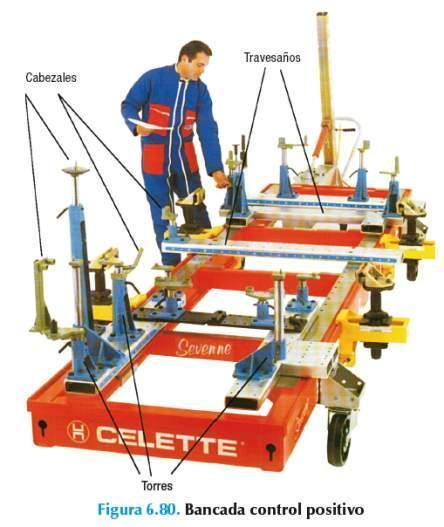 Travesaños
Cabezales
Sevenne
CELETTE
Torres
Figura 6.80. Bancada control positivo